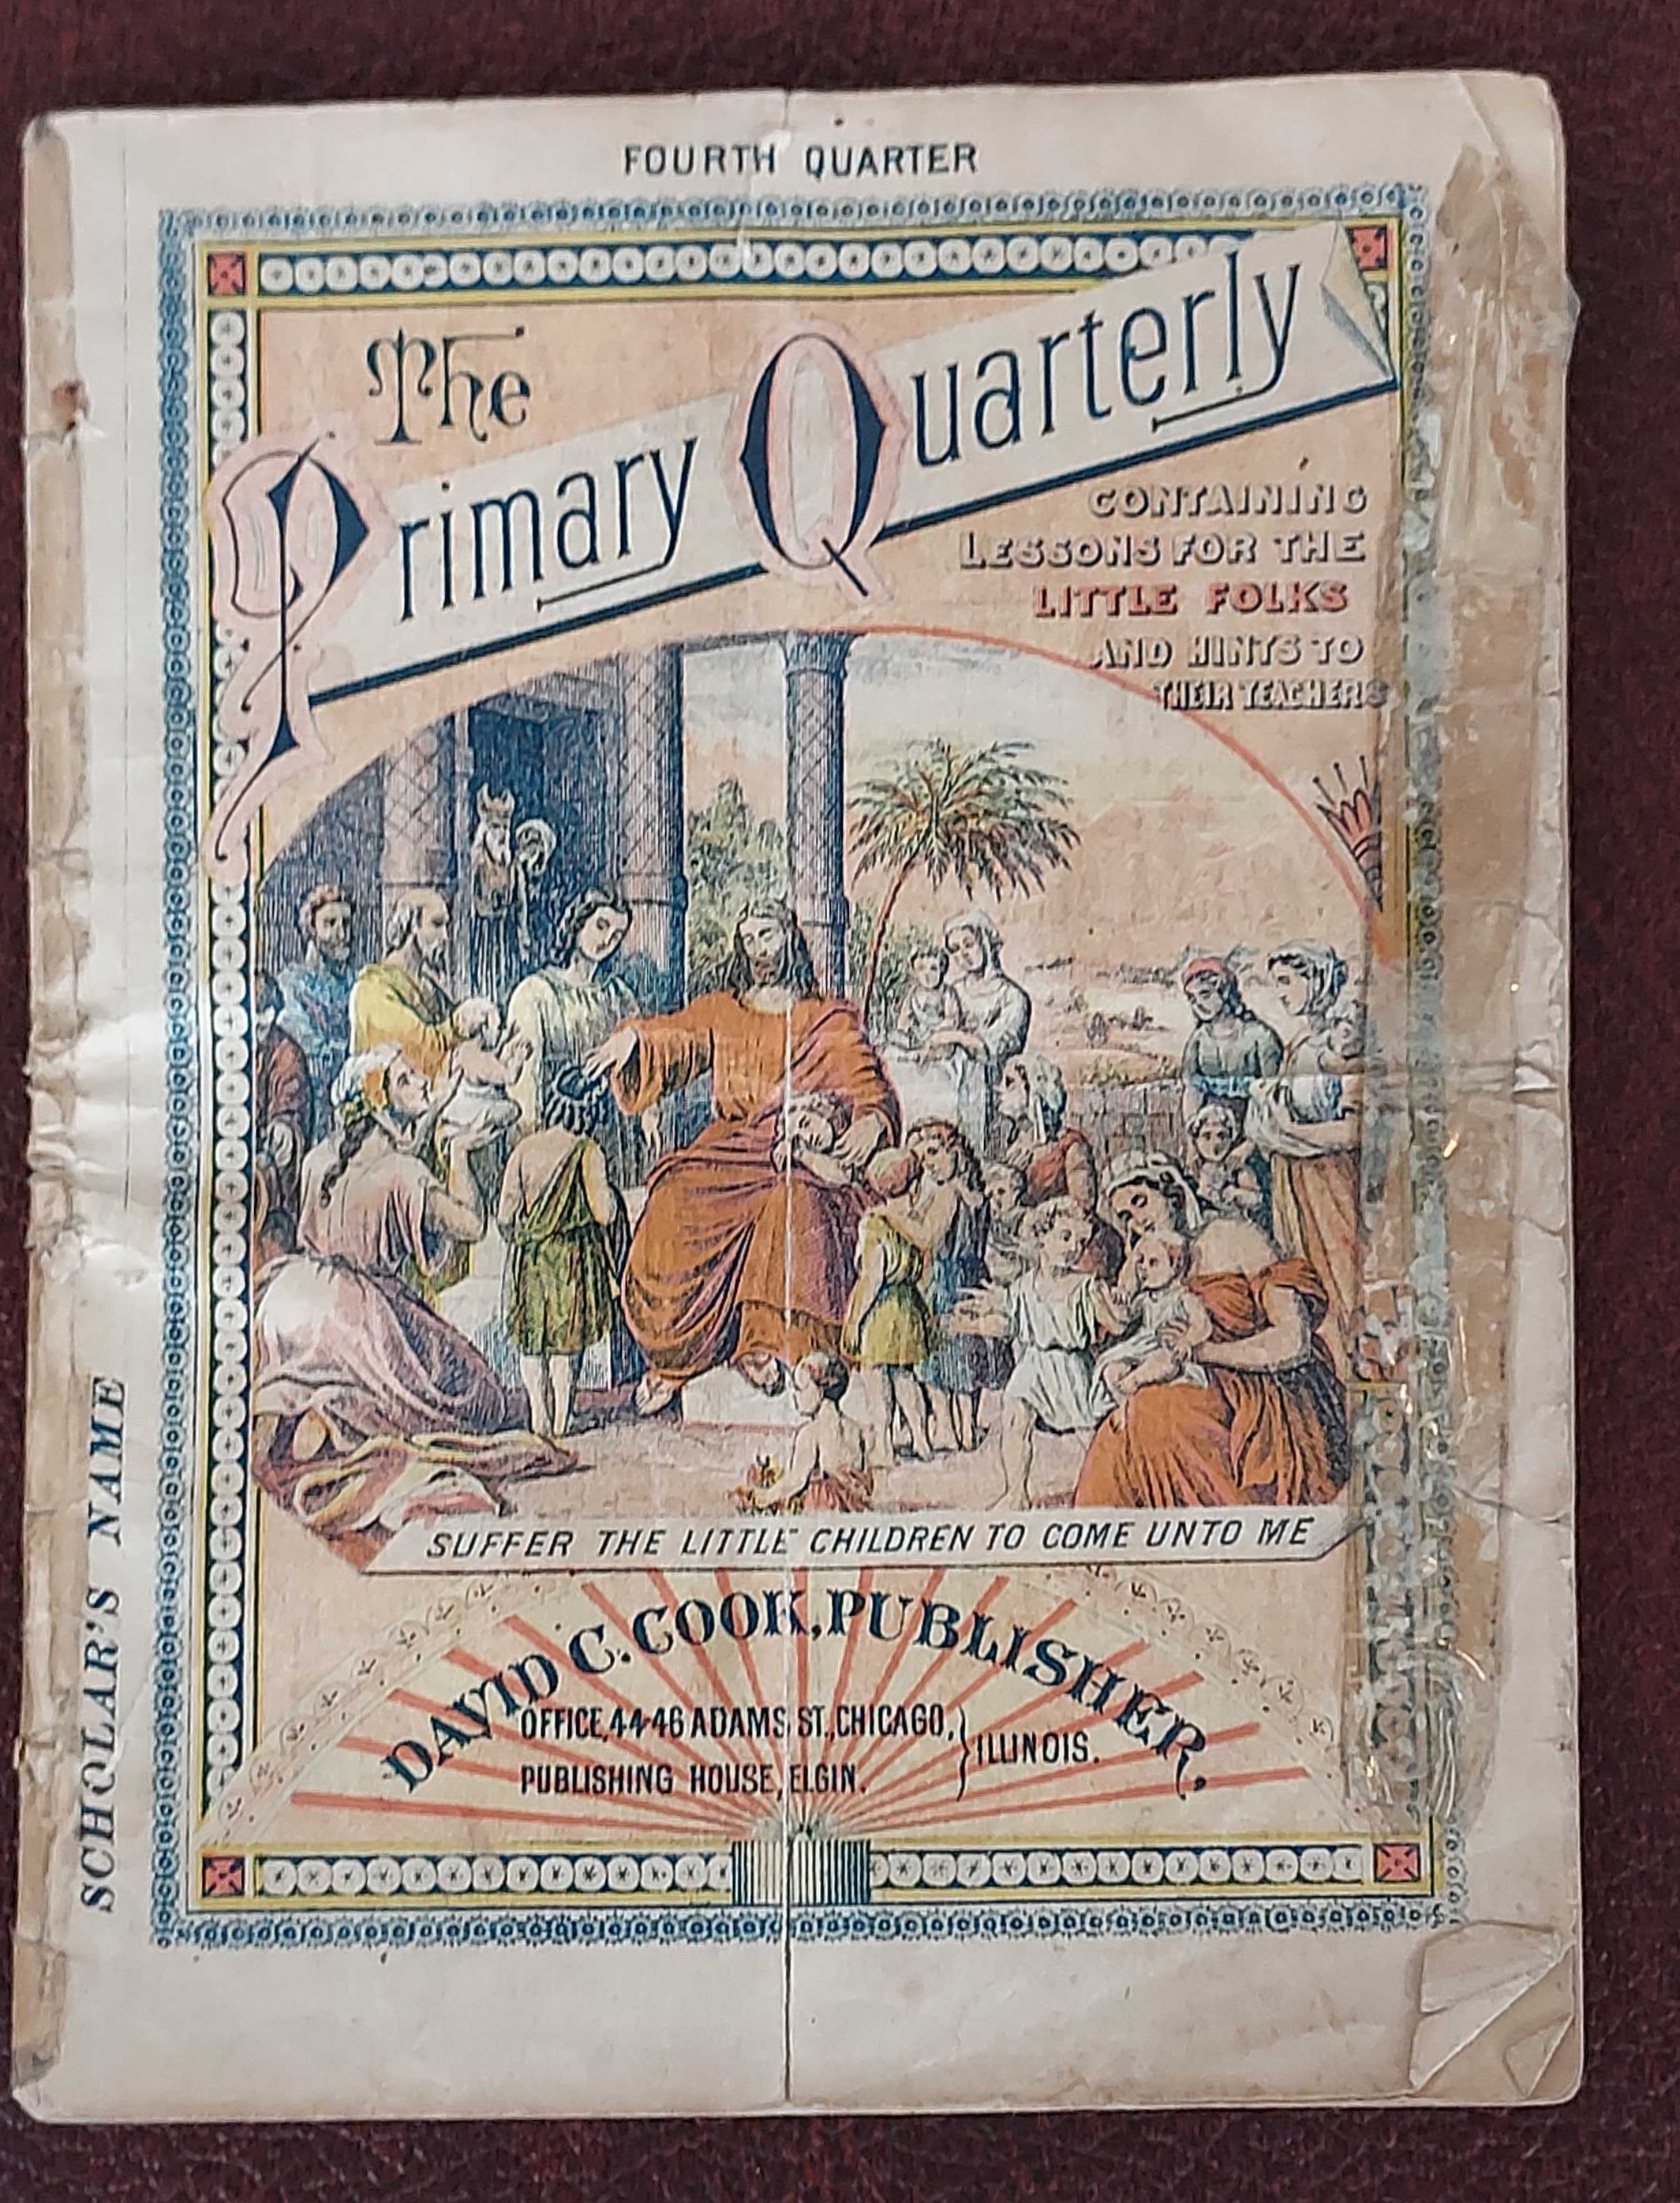 FOURTH QUARTER
The
Primary Quarterly
CONTAINING
LESSONS FOR THE
LITTLE FOLKS
AND HINTS TO
THEIR TEACHERS
SUFFER THE LITTLE CHILDREN TO COME UNTO ME
DAVID C. COOK, PUBLISHER,
OFFICE, 44-46 ADAMS ST., CHICAGO,
PUBLISHING HOUSE, ELGIN.
ILLINOIS.
SCHOLAR'S NAME